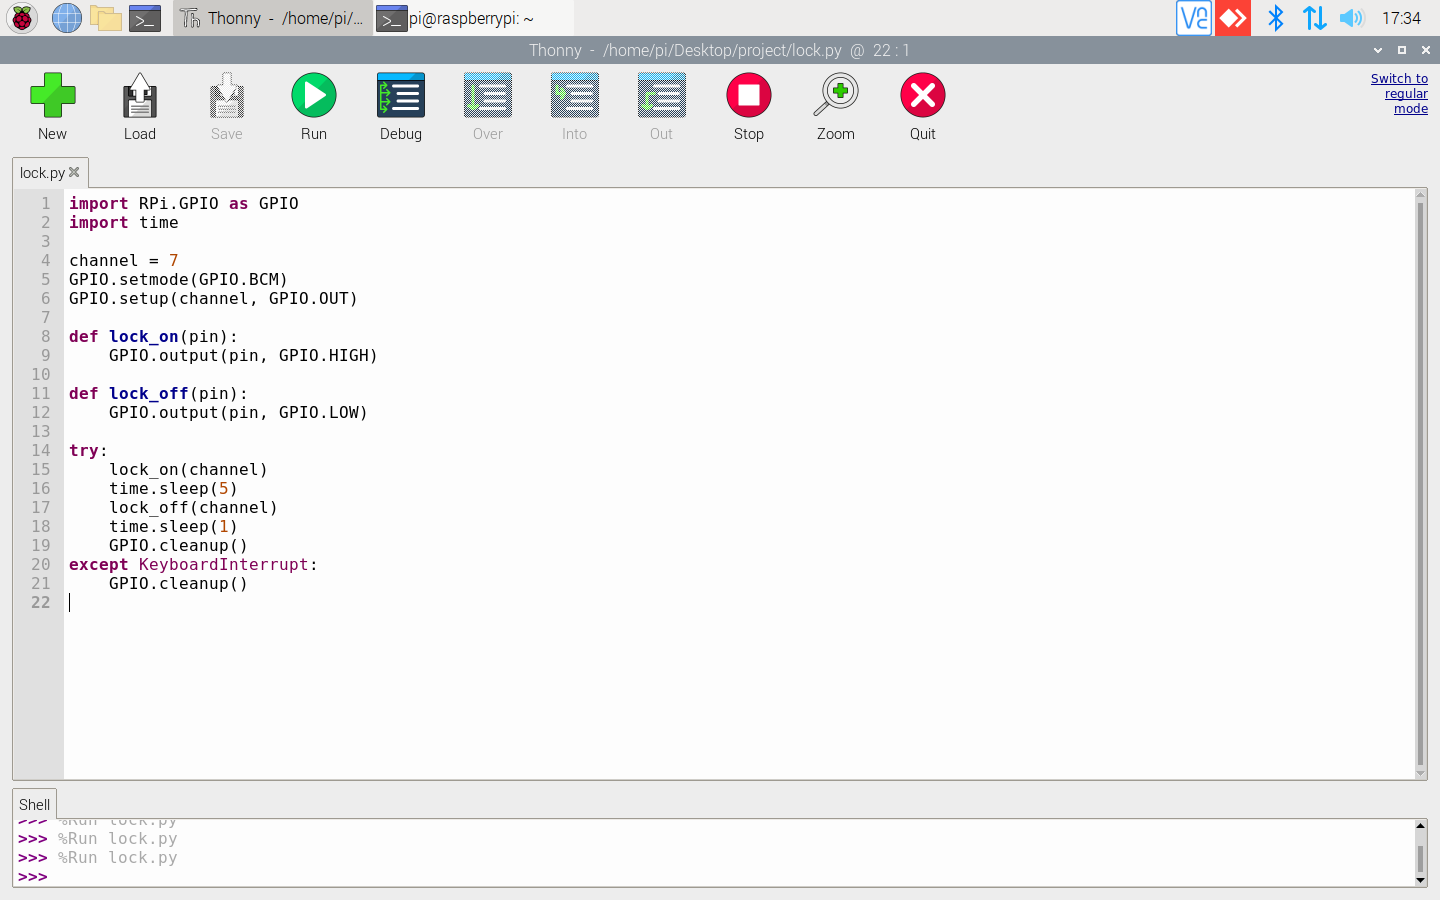 Thonny - /home/pi/...
pi@raspberrypi: ~
V2
17:34
Thonny - /home/pi/Desktop/project/lock.py @ 22 : 1
New
Load
Save
Run
Debug
Over
Into
Out
Stop
Zoom
Quit
Switch to
regular
mode
lock.py
1 import RPi.GPIO as GPIO
2 import time
3
4 channel = 7
5 GPIO.setmode(GPIO.BCM)
6 GPIO.setup(channel, GPIO.OUT)
7
8 def lock_on(pin):
9     GPIO.output(pin, GPIO.HIGH)
10
11 def lock_off(pin):
12     GPIO.output(pin, GPIO.LOW)
13
14 try:
15     lock_on(channel)
16     time.sleep(5)
17     lock_off(channel)
18     time.sleep(1)
19     GPIO.cleanup()
20 except KeyboardInterrupt:
21     GPIO.cleanup()
22
Shell
>>> %Run lock.py
>>> %Run lock.py
>>> %Run lock.py
>>>